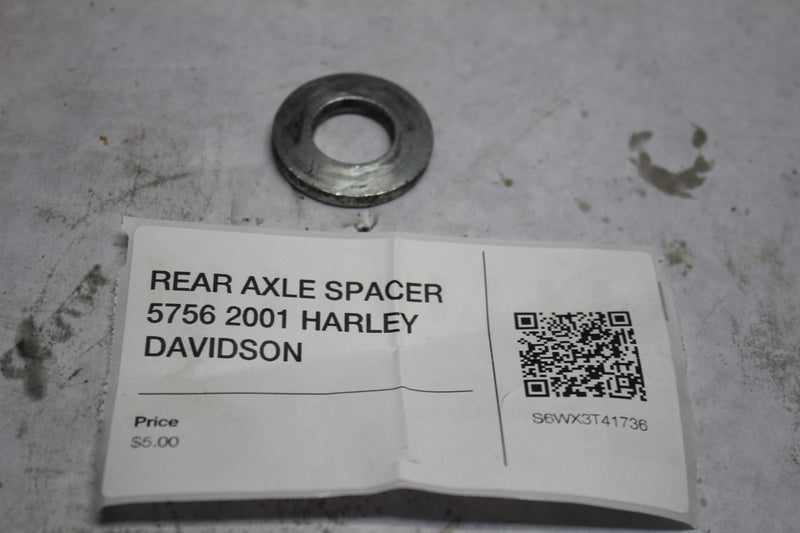 REAR AXLE SPACER
5756 2001 HARLEY
DAVIDSON
Price
$5.00
S6WX3T41736